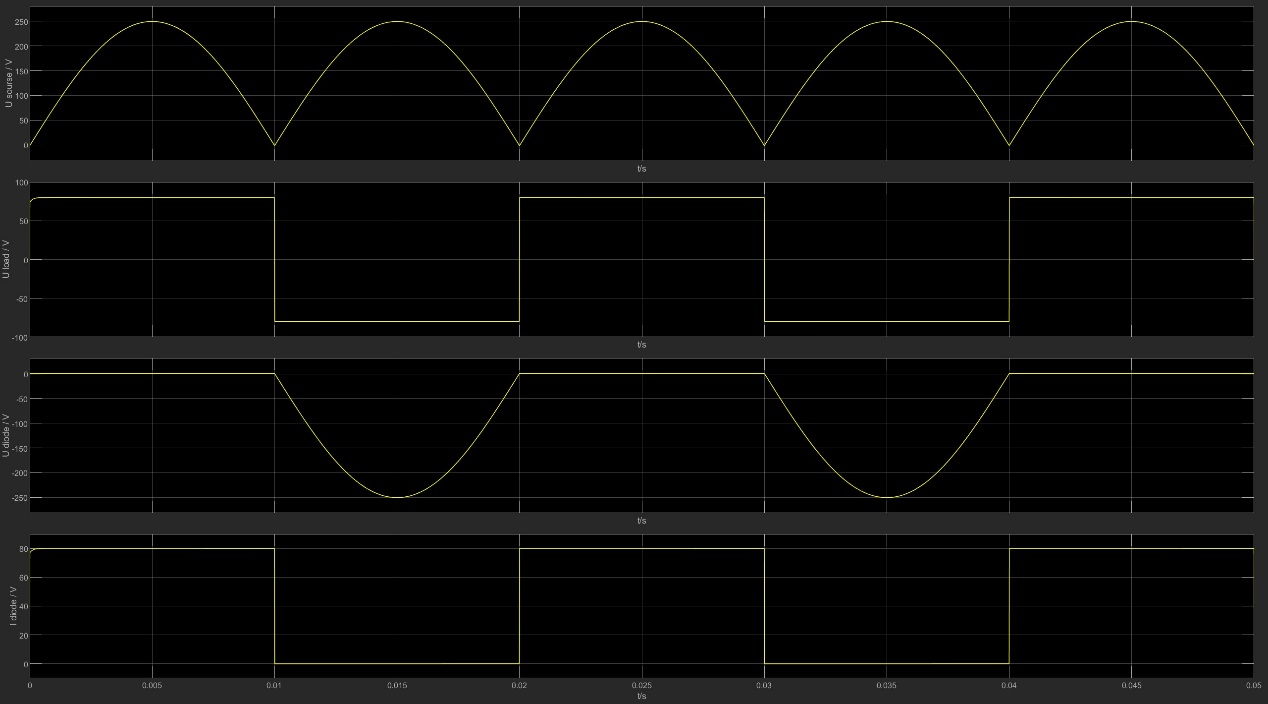 U sourse / V
250
200
150
100
50
0
t/s
U load / V
100
50
0
-50
-100
t/s
U diode / V
0
-50
-100
-150
-200
-250
t/s
I diode / V
80
60
40
20
0
0 0.005 0.01 0.015 0.02 0.025 0.03 0.035 0.04 0.045 0.05
t/s